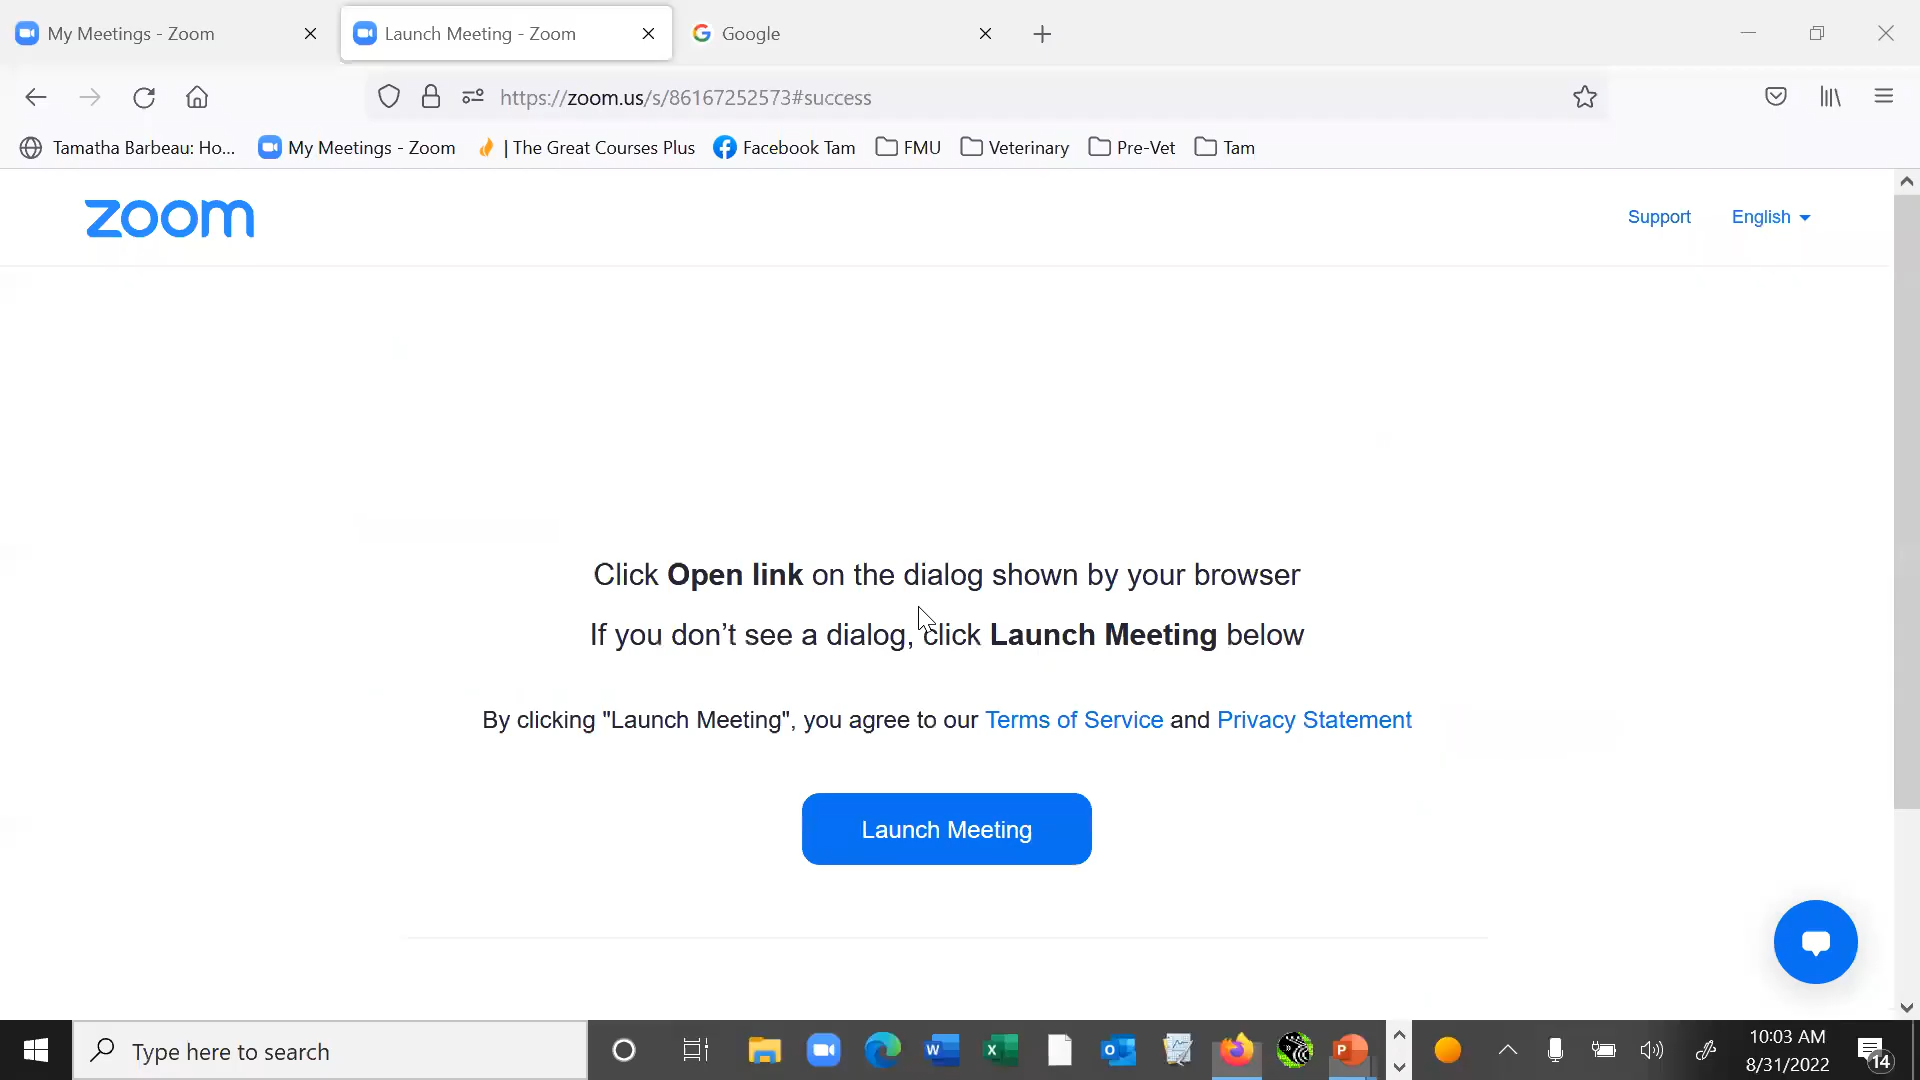 My Meetings - Zoom
Launch Meeting - Zoom
Google
https://zoom.us/s/86167252573#success
Tamatha Barbeau: Ho...
My Meetings - Zoom
| The Great Courses Plus
Facebook Tam
FMU
Veterinary
Pre-Vet
Tam
zoom
Support
English
Click Open link on the dialog shown by your browser
If you don’t see a dialog, click Launch Meeting below
By clicking "Launch Meeting", you agree to our Terms of Service and Privacy Statement
Launch Meeting
Type here to search
10:03 AM
8/31/2022
14